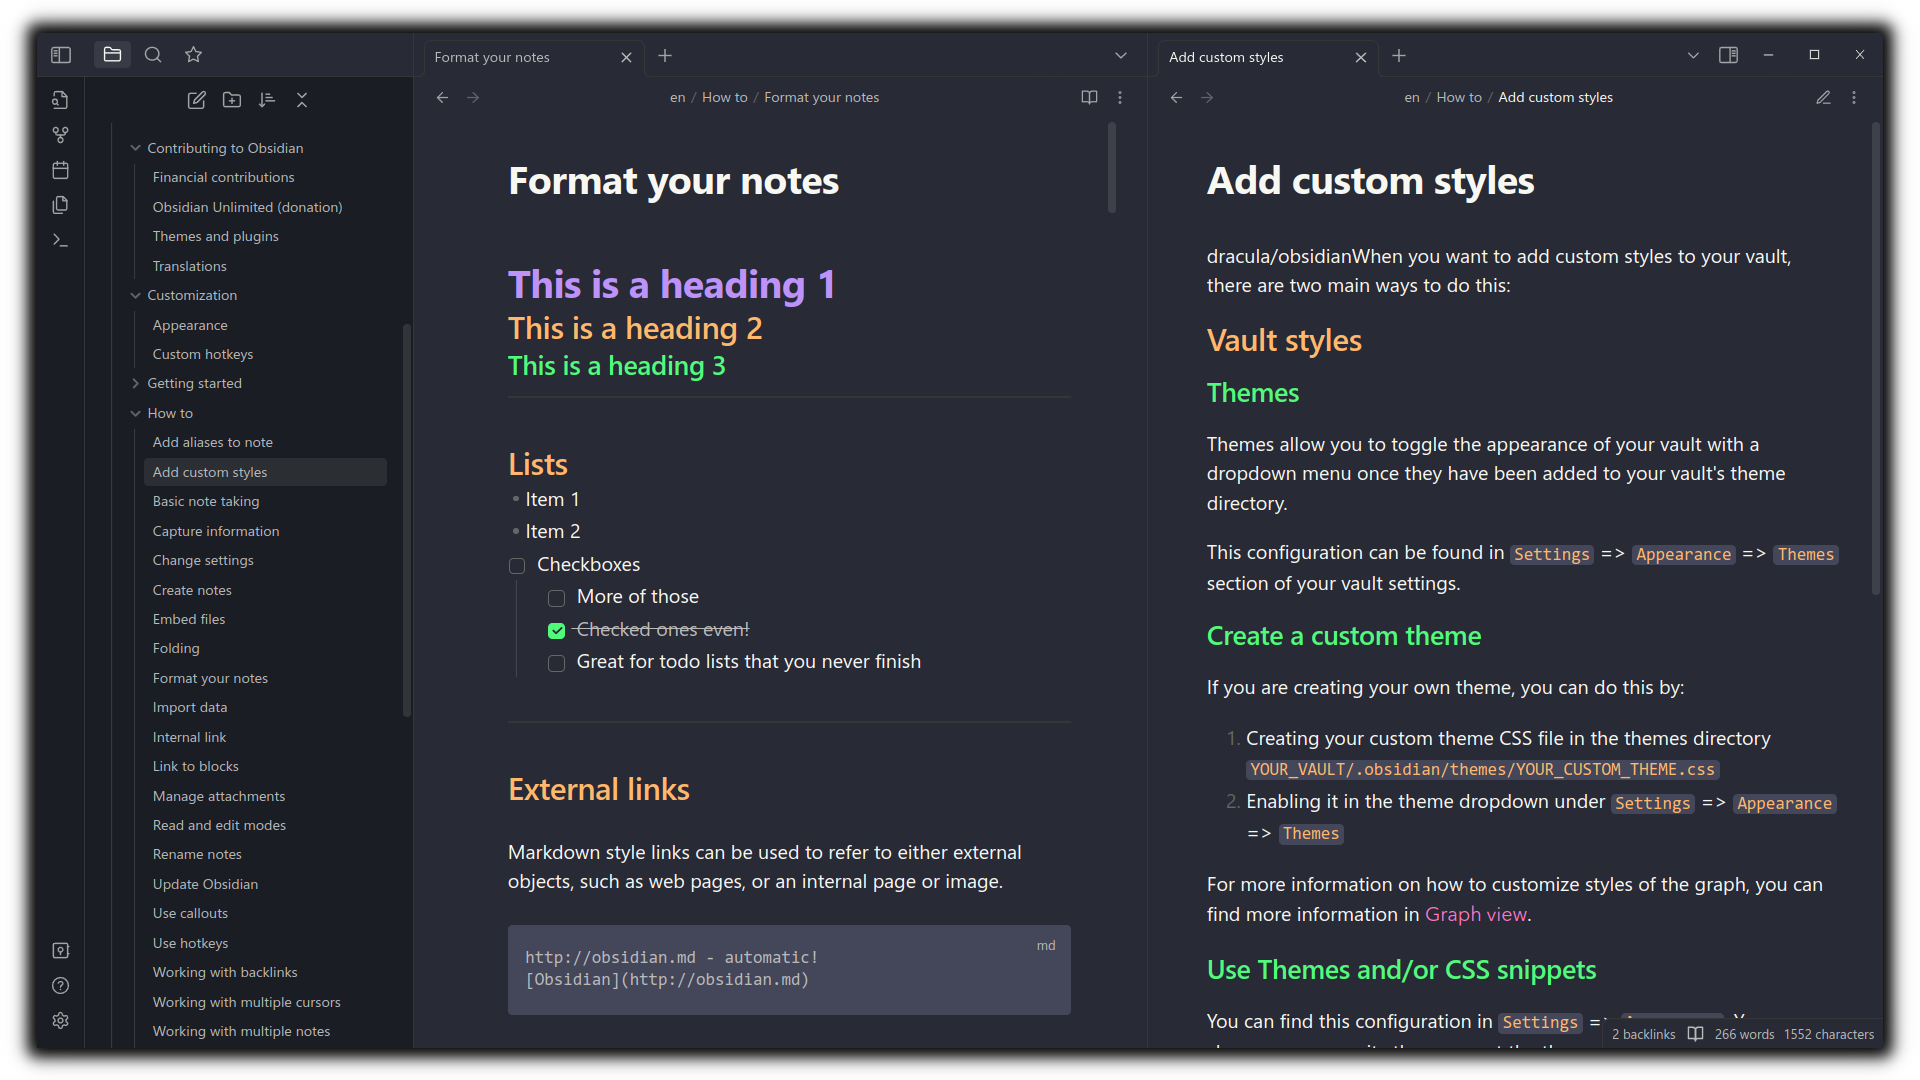 Format your notes
Add custom styles
en / How to / Format your notes
en / How to / Add custom styles
Contributing to Obsidian
Financial contributions
Obsidian Unlimited (donation)
Themes and plugins
Translations
Customization
Appearance
Custom hotkeys
Getting started
How to
Add aliases to note
Add custom styles
Basic note taking
Capture information
Change settings
Create notes
Embed files
Folding
Format your notes
Import data
Internal link
Link to blocks
Manage attachments
Read and edit modes
Rename notes
Update Obsidian
Use callouts
Use hotkeys
Working with backlinks
Working with multiple cursors
Working with multiple notes
Format your notes
This is a heading 1
This is a heading 2
This is a heading 3
Lists
• Item 1
• Item 2
Checkboxes
More of those
Checked ones even!
Great for todo lists that you never finish
External links
Markdown style links can be used to refer to either external
objects, such as web pages, or an internal page or image.
md
http://obsidian.md - automatic!
[Obsidian](http://obsidian.md)
Add custom styles
dracula/obsidianWhen you want to add custom styles to your vault,
there are two main ways to do this:
Vault styles
Themes
Themes allow you to toggle the appearance of your vault with a
dropdown menu once they have been added to your vault's theme
directory.
This configuration can be found in Settings => Appearance => Themes
section of your vault settings.
Create a custom theme
If you are creating your own theme, you can do this by:
1. Creating your custom theme CSS file in the themes directory
YOUR_VAULT/.obsidian/themes/YOUR_CUSTOM_THEME.css
2. Enabling it in the theme dropdown under Settings => Appearance
=> Themes
For more information on how to customize styles of the graph, you can
find more information in Graph view.
Use Themes and/or CSS snippets
You can find this configuration in Settings =>
2 backlinks 266 words 1552 characters